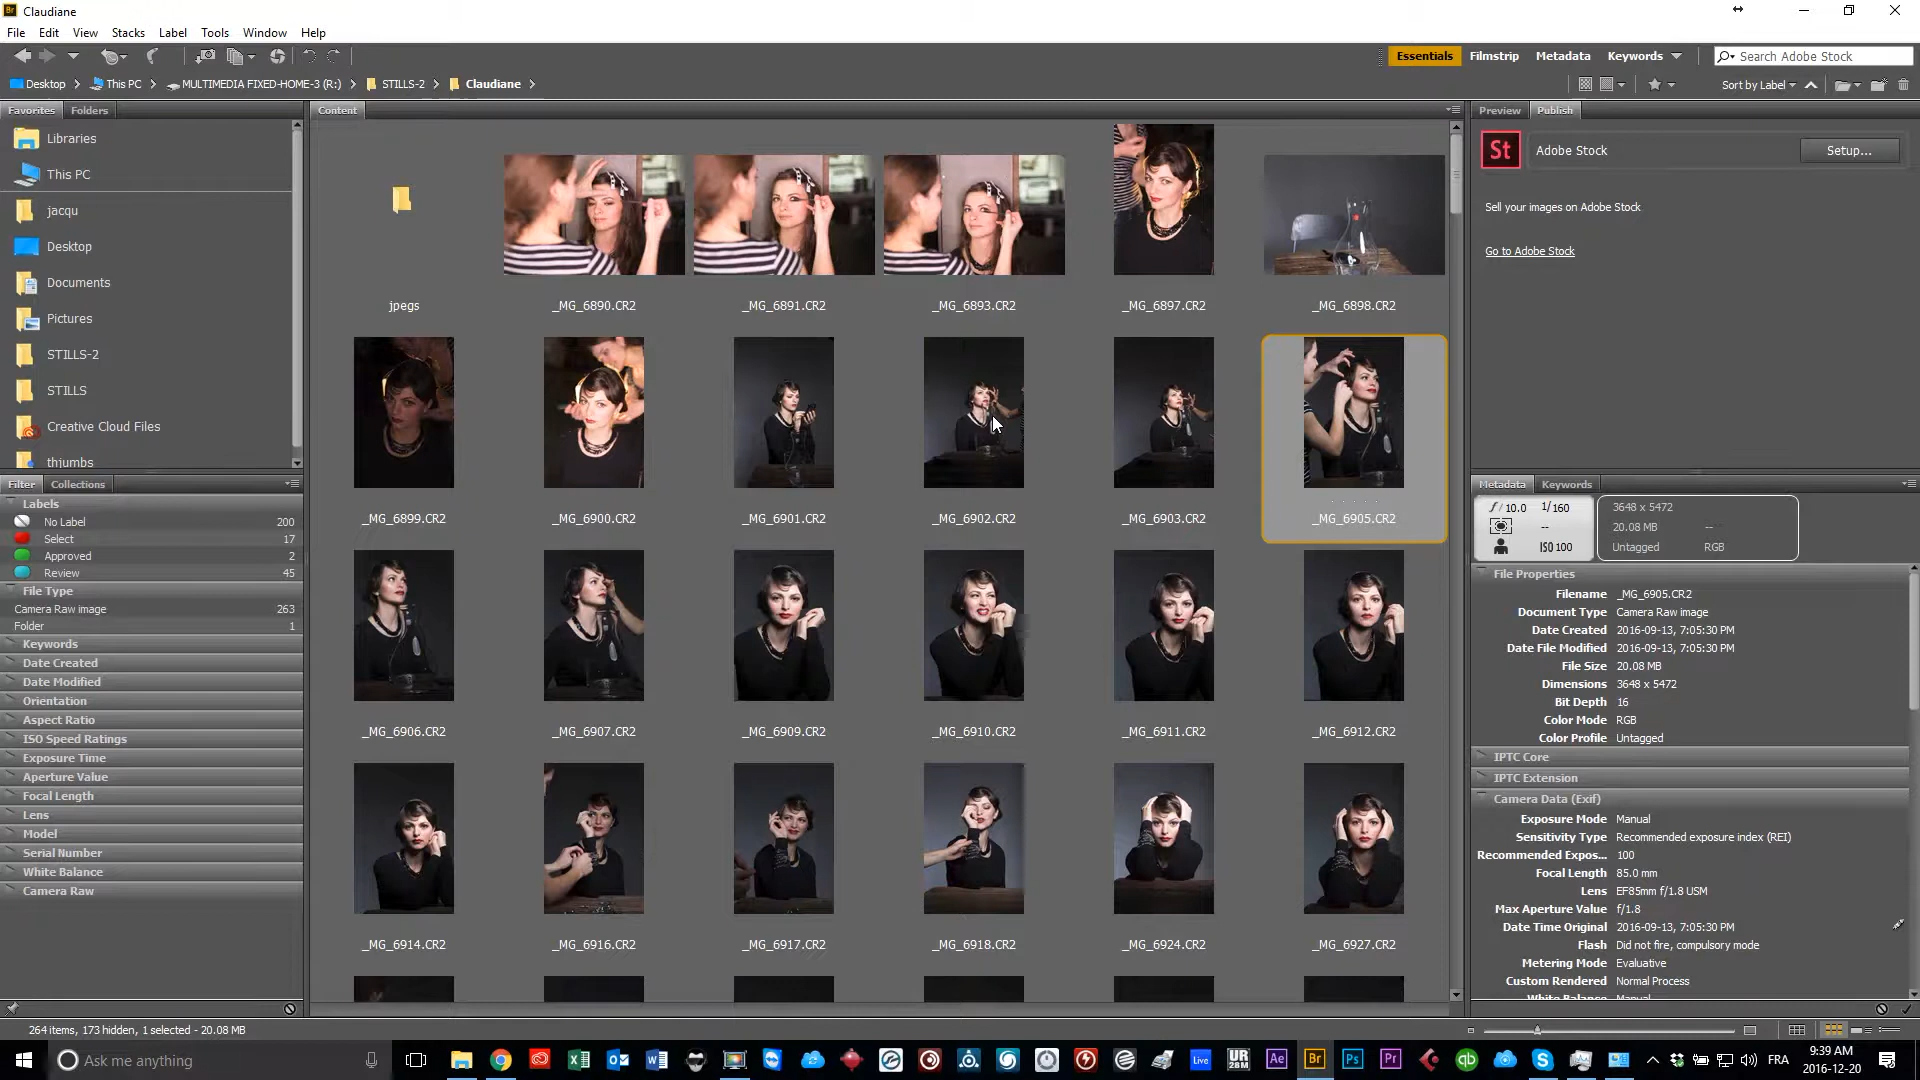 Br Claudiane
File Edit View Stacks Label Tools Window Help
Essentials Filmstrip Metadata Keywords Search Adobe Stock
Desktop This PC MULTIMEDIA FIXED-HOME-3 (R:) STILLS-2 Claudiane Sort by Label
Favorites Folders
Libraries
This PC
jacqu
Desktop
Documents
Pictures
STILLS-2
STILLS
Creative Cloud Files
thjumbs
Filter Collections
Labels
No Label 200
Select 17
Approved 2
Review 45
File Type
Camera Raw image 263
Folder 1
Keywords
Date Created
Date Modified
Orientation
Aspect Ratio
ISO Speed Ratings
Exposure Time
Aperture Value
Focal Length
Lens
Model
Serial Number
White Balance
Camera Raw
Content
jpegs _MG_6890.CR2 _MG_6891.CR2 _MG_6893.CR2 _MG_6897.CR2 _MG_6898.CR2
_MG_6899.CR2 _MG_6900.CR2 _MG_6901.CR2 _MG_6902.CR2 _MG_6903.CR2 _MG_6905.CR2
_MG_6906.CR2 _MG_6907.CR2 _MG_6909.CR2 _MG_6910.CR2 _MG_6911.CR2 _MG_6912.CR2
_MG_6914.CR2 _MG_6916.CR2 _MG_6917.CR2 _MG_6918.CR2 _MG_6924.CR2 _MG_6927.CR2
Preview Publish
St Adobe Stock Setup...
Sell your images on Adobe Stock
Go to Adobe Stock
Metadata Keywords
f/10.0 1/160 3648 x 5472
-- 20.08 MB --
ISO 100 Untagged RGB
File Properties
Filename _MG_6905.CR2
Document Type Camera Raw image
Date Created 2016-09-13, 7:05:30 PM
Date File Modified 2016-09-13, 7:05:30 PM
File Size 20.08 MB
Dimensions 3648 x 5472
Bit Depth 16
Color Mode RGB
Color Profile Untagged
IPTC Core
IPTC Extension
Camera Data (Exif)
Exposure Mode Manual
Sensitivity Type Recommended exposure index (REI)
Recommended Expos... 100
Focal Length 85.0 mm
Lens EF85mm f/1.8 USM
Max Aperture Value f/1.8
Date Time Original 2016-09-13, 7:05:30 PM
Flash Did not fire, compulsory mode
Metering Mode Evaluative
Custom Rendered Normal Process
White Balance Manual
264 items, 173 hidden, 1 selected - 20.08 MB
Ask me anything Live UR 28M Ae Br Ps Pr qb FRA 9:39 AM
2016-12-20